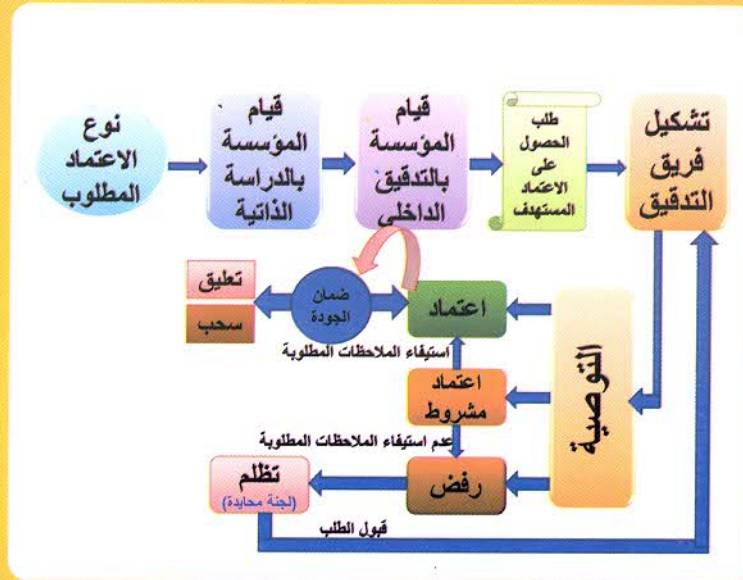 نوع
الاعتماد
المطلوب
قيام
المؤسسة
بالدراسة
الذاتية
قيام
المؤسسة
بالتدقيق
الداخلى
طلب
الحصول
على
الاعتماد
المستهدف
تشكيل
فريق
التدقيق
تعليق
سحب
ضمان
الجودة
اعتماد
استيفاء الملاحظات المطلوبة
اعتماد
مشروط
التوصية
عدم استيفاء الملاحظات المطلوبة
رفض
تظلم
(لجنة محايدة)
قبول الطلب